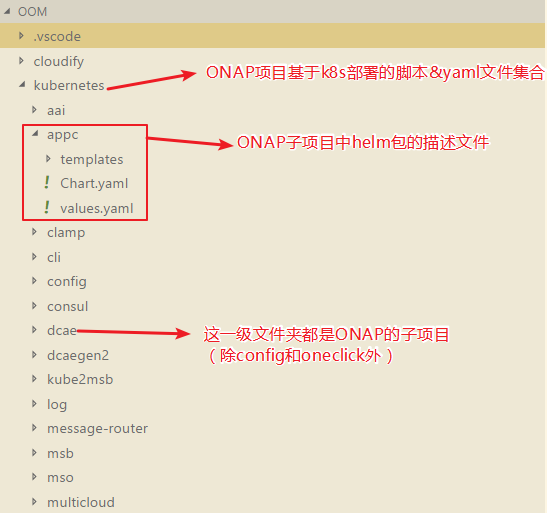 OOM
.vscode
cloudify
kubernetes
ONAP项目基于k8s部署的脚本&yaml文件集合
aai
appc
ONAP子项目中helm包的描述文件
templates
! Chart.yaml
! values.yaml
clamp
cli
config
consul
dcae
这一级文件夹都是ONAP的子项目
（除config和oneclick外）
dcaegen2
kube2msb
log
message-router
msb
mso
multicloud